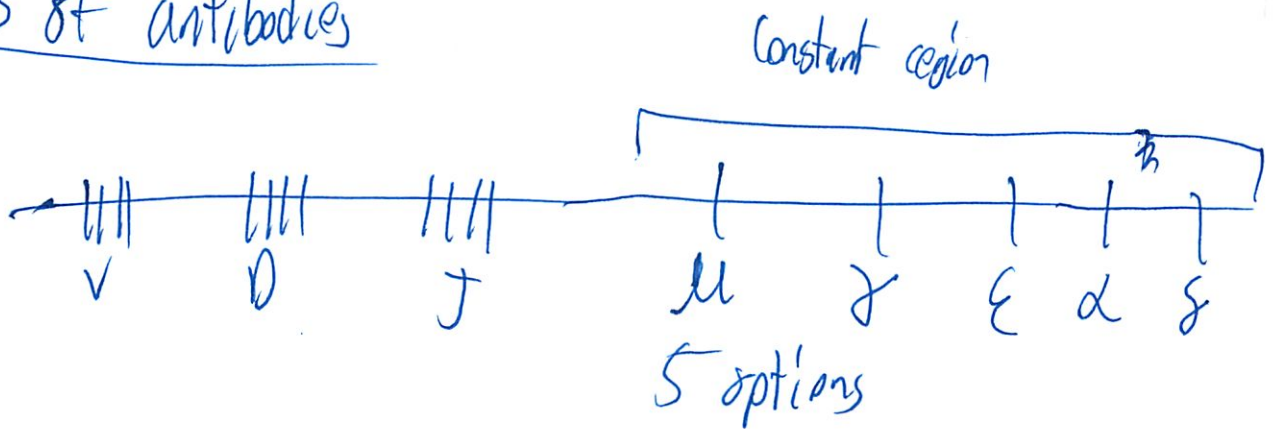 of antibodies
Constant region
V D J μ γ ε α δ
5 options